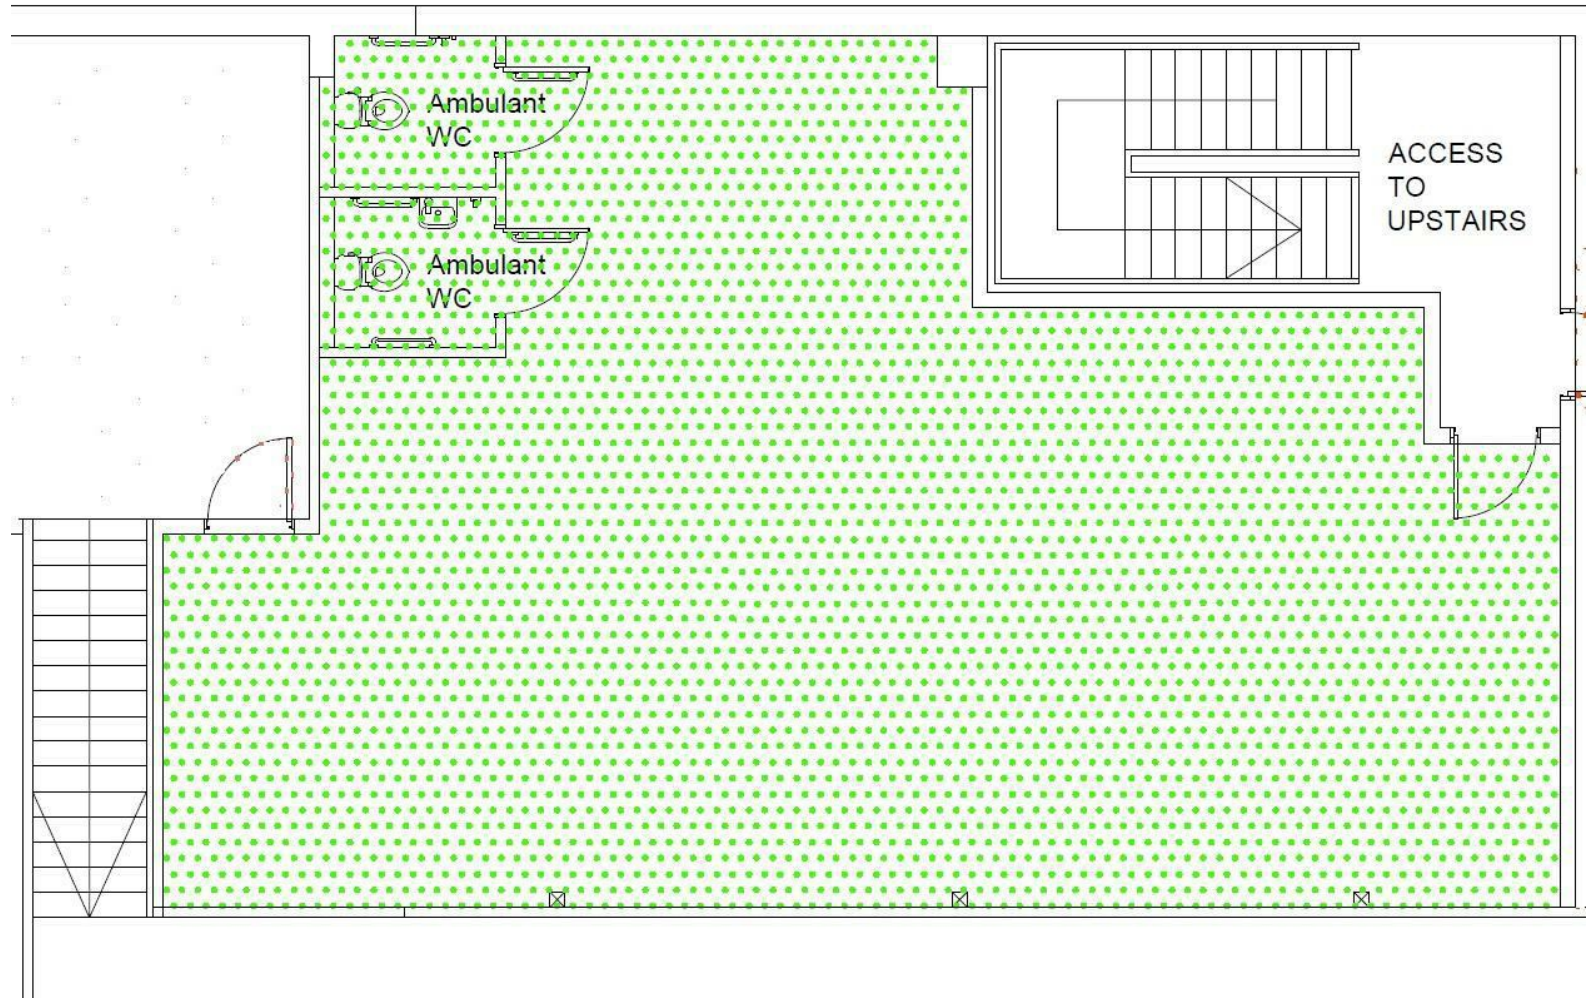 Ambulant
WC
ACCESS
TO
UPSTAIRS
Ambulant
WC